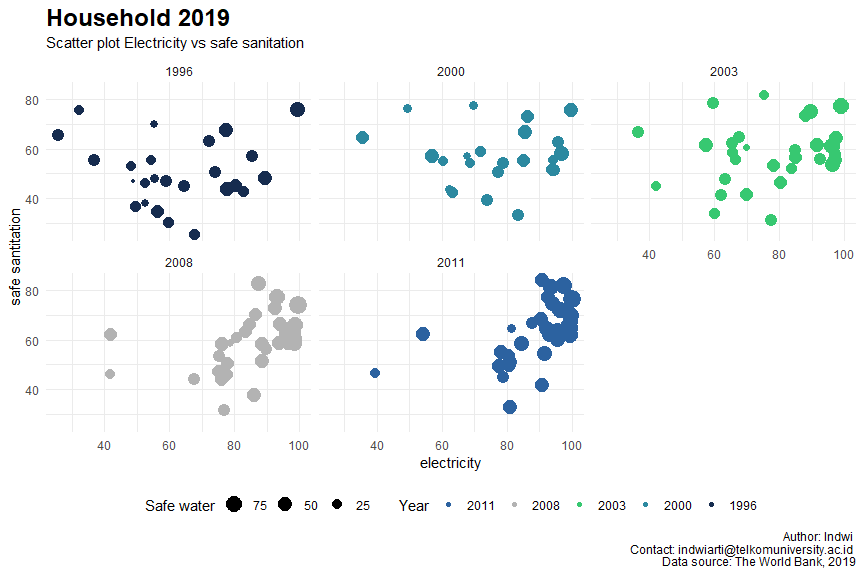 Household 2019
Scatter plot Electricity vs safe sanitation
1996 2000 2003
80
60
40
40 60 80 100
safe santitation
2008 2011
80
60
40
40 60 80 100 40 60 80 100
electricity
Safe water 75 50 25 Year 2011 2008 2003 2000 1996
Author: Indwi
Contact: indwiarti@telkomuniversity.ac.id
Data source: The World Bank, 2019